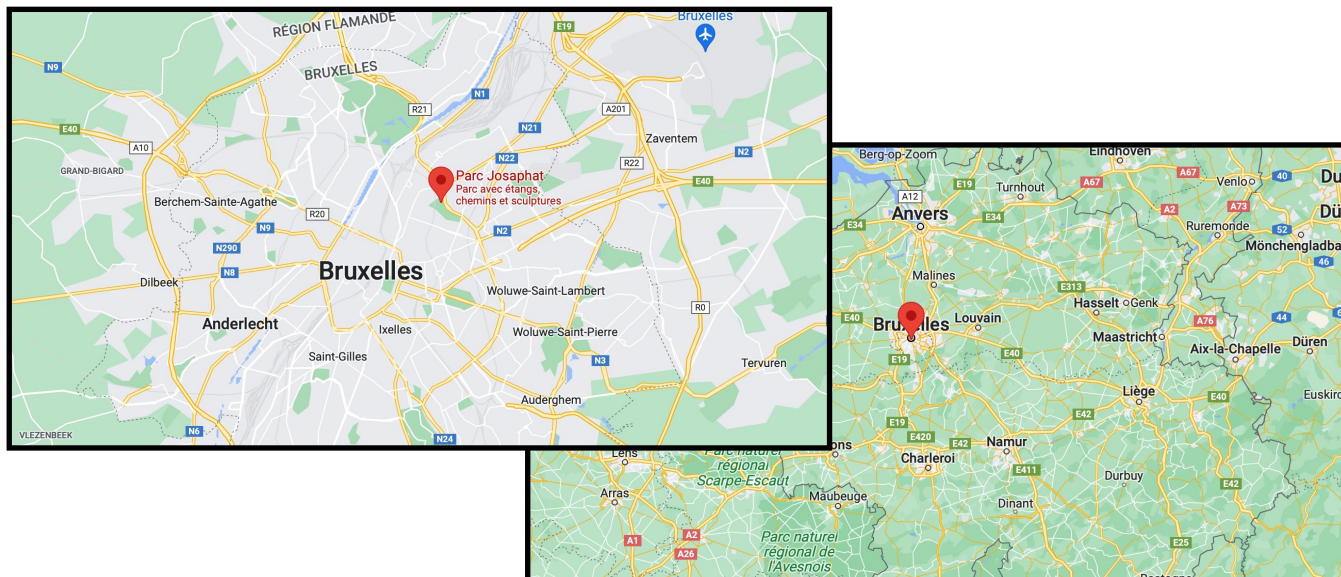 RÉGION FLAMANDE
Bruxelles
E19
N9
BRUXELLES
N1
R21
A201
E40
N21
A10
Zaventem
N2
N22
R22
GRAND-BIGARD
Parc Josaphat
Parc avec étangs,
chemins et sculptures
E40
Berchem-Sainte-Agathe
R20
N9
N2
N290
N8
Bruxelles
Dilbeek
Woluwe-Saint-Lambert
R0
Anderlecht
Ixelles
Woluwe-Saint-Pierre
Saint-Gilles
N3
Tervuren
Auderghem
VLEZENBEEK
N6
N24
Berg-op-Zoom
Eindhoven
A67
Venlo
40
Du
E19
Turnhout
A67
A12
Anvers
E34
E34
A2
A73
Dü
Ruremonde
52
Mönchengladba
46
Malines
E313
Hasselt
Genk
E40
Bruxelles
Louvain
A76
44
Maastricht
Aix-la-Chapelle
Düren
E19
E40
Liège
E40
Euskirc
E42
E19
E420
E42
Namur
ons
Charleroi
E411
Lens
Parc naturel
régional
Scarpe-Escaut
Durbuy
E42
Arras
Maubeuge
Dinant
A1
A2
A26
Parc naturel
régional de
l'Avesnois
E25